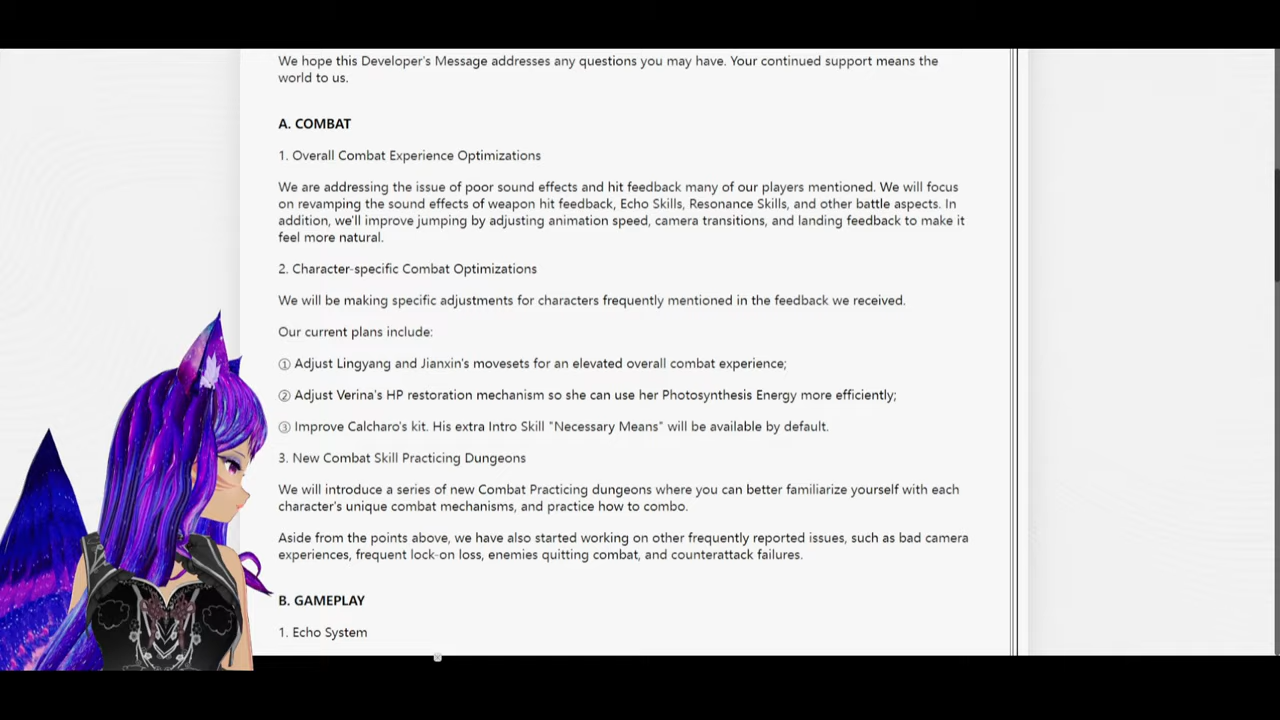 We hope this Developer's Message addresses any questions you may have. Your continued support means the
world to us.
A. COMBAT
1. Overall Combat Experience Optimizations
We are addressing the issue of poor sound effects and hit feedback many of our players mentioned. We will focus
on revamping the sound effects of weapon hit feedback, Echo Skills, Resonance Skills, and other battle aspects. In
addition, we'll improve jumping by adjusting animation speed, camera transitions, and landing feedback to make it
feel more natural.
2. Character-specific Combat Optimizations
We will be making specific adjustments for characters frequently mentioned in the feedback we received.
Our current plans include:
① Adjust Lingyang and Jianxin's movesets for an elevated overall combat experience;
② Adjust Verina's HP restoration mechanism so she can use her Photosynthesis Energy more efficiently;
③ Improve Calcharo's kit. His extra Intro Skill "Necessary Means" will be available by default.
3. New Combat Skill Practicing Dungeons
We will introduce a series of new Combat Practicing dungeons where you can better familiarize yourself with each
character's unique combat mechanisms, and practice how to combo.
Aside from the points above, we have also started working on other frequently reported issues, such as bad camera
experiences, frequent lock-on loss, enemies quitting combat, and counterattack failures.
B. GAMEPLAY
1. Echo System